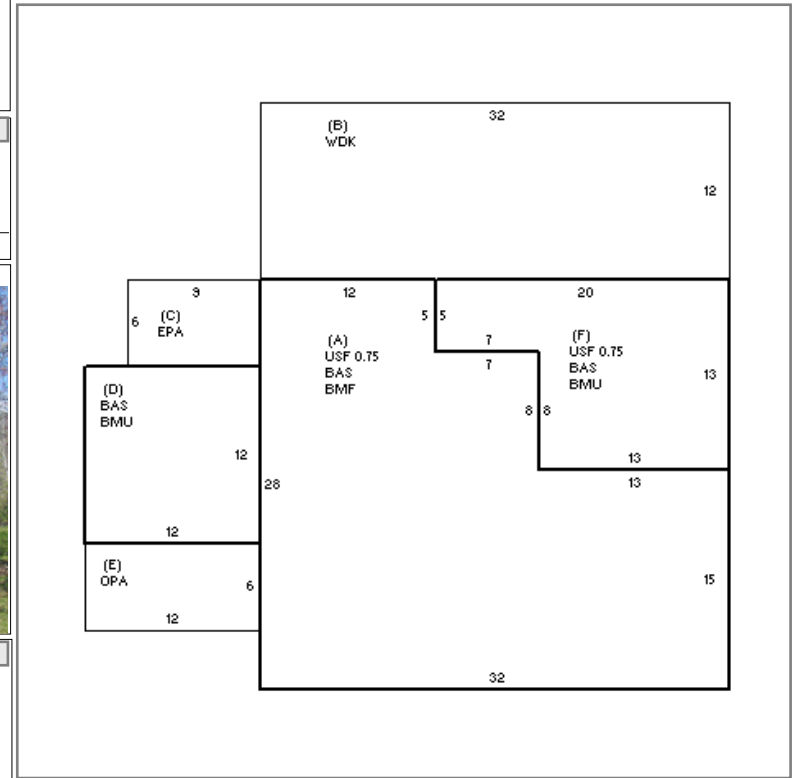 32
(B)
WDK
12
9
12
20
6
(C)
EPA
5
5
7
7
(A)
USF 0.75
BAS
BMF
(F)
USF 0.75
BAS
BMU
13
(D)
BAS
BMU
8
8
12
13
13
28
12
(E)
OPA
6
15
12
32